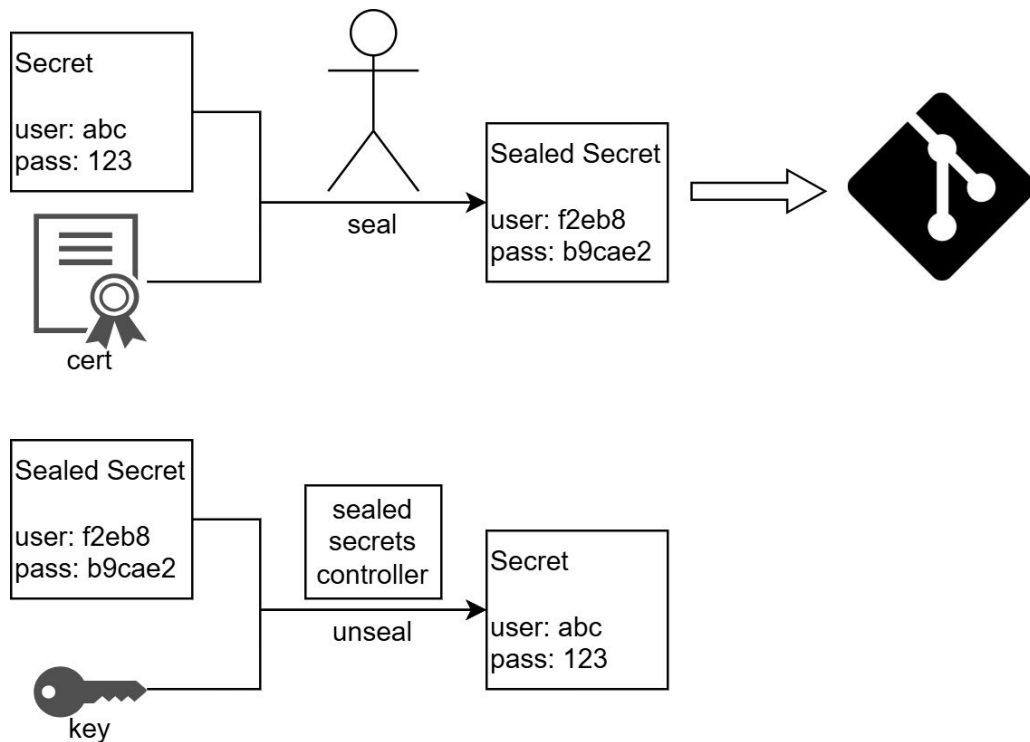 Secret
user: abc
pass: 123
cert
seal
Sealed Secret
user: f2eb8
pass: b9cae2
Sealed Secret
user: f2eb8
pass: b9cae2
key
sealed
secrets
controller
unseal
Secret
user: abc
pass: 123